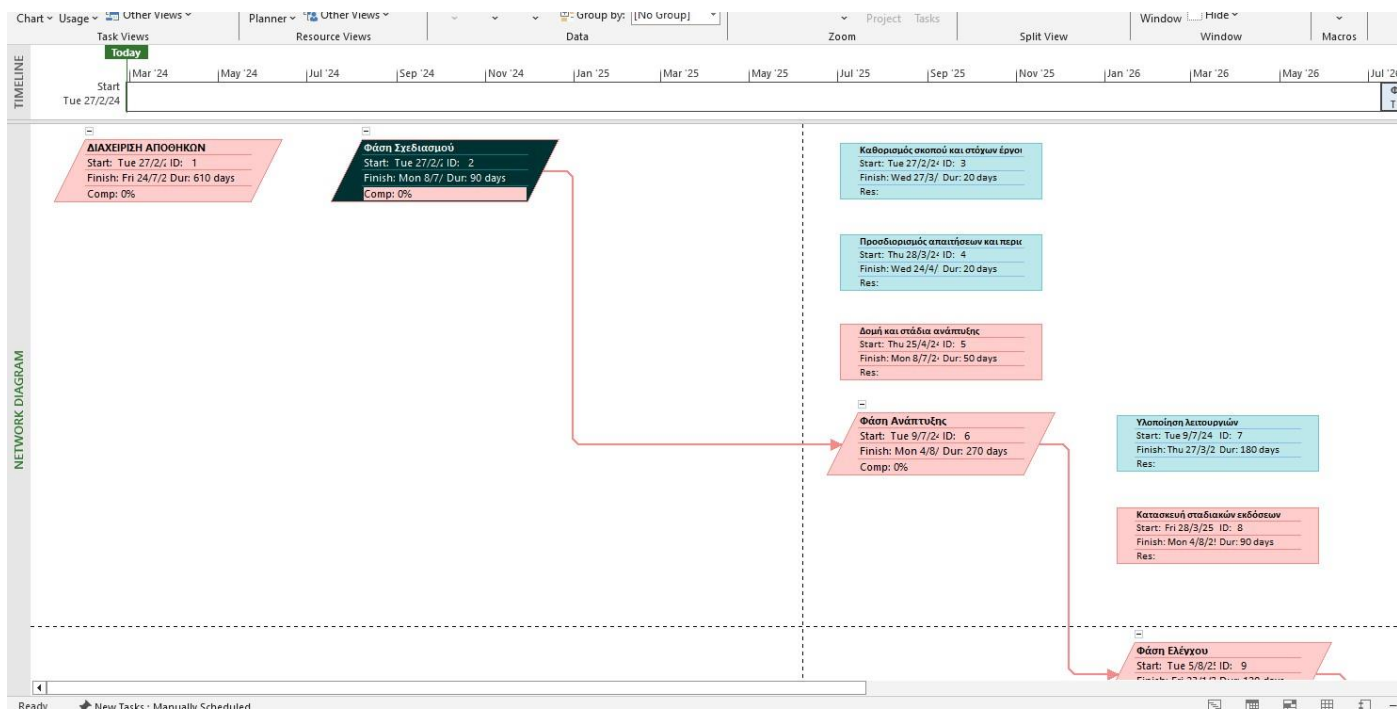 Chart Usage Other Views Planner Other Views Group by: [No Group] Project Tasks Window Hide
Task Views Resource Views Data Zoom Split View Window Macros
Today
Mar '24 May '24 Jul '24 Sep '24 Nov '24 Jan '25 Mar '25 May '25 Jul '25 Sep '25 Nov '25 Jan '26 Mar '26 May '26
TIMELINE
Start
Tue 27/2/24
NETWORK DIAGRAM
ΔΙΑΧΕΙΡΙΣΗ ΑΠΟΘΗΚΩΝ
Start: Tue 27/2/ ID: 1
Finish: Fri 24/7/2 Dur: 610 days
Comp: 0%
Φάση Σχεδιασμού
Start: Tue 27/2/ ID: 2
Finish: Mon 8/7/ Dur: 90 days
Comp: 0%
Καθορισμός σκοπού και στόχων
Start: Tue 27/2/2 ID: 3
Finish: Wed 27/3/ Dur: 20 days
Res:
Προσδιορισμός απαιτήσεων και
Start: Thu 28/3/2 ID: 4
Finish: Wed 24/4/ Dur: 20 days
Res:
Δομή και στάδια ανάπτυξης
Start: Thu 25/4/2 ID: 5
Finish: Mon 8/7/2 Dur: 50 days
Res:
Φάση Ανάπτυξης
Start: Tue 9/7/2 ID: 6
Finish: Mon 4/8/ Dur: 270 days
Comp: 0%
Υλοποίηση λειτουργιών
Start: Tue 9/7/24 ID: 7
Finish: Thu 27/3/2 Dur: 180 days
Res:
Κατασκευή σταδιακών εκδόσεων
Start: Fri 28/3/25 ID: 8
Finish: Mon 4/8/2 Dur: 90 days
Res:
Φάση Ελέγχου
Start: Tue 5/8/2 ID: 9
Ready New Tasks : Manually Scheduled